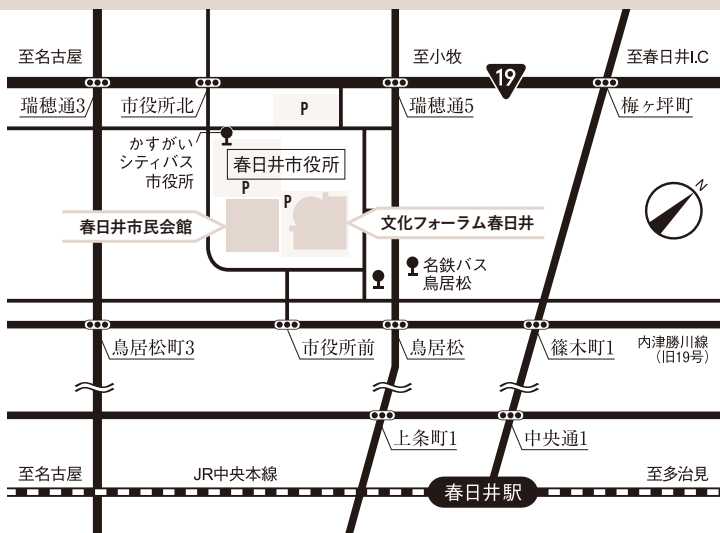 至名古屋
至小牧
19
至春日井I.C
瑞穂通3
市役所北
P
瑞穂通5
梅ヶ坪町
かすがい
シティバス
市役所
春日井市役所
P
P
N
春日井市民会館
文化フォーラム春日井
名鉄バス
鳥居松
鳥居松町3
市役所前
鳥居松
篠木町1
内津勝川線
(旧19号)
上条町1
中央通1
至名古屋
JR中央本線
至多治見
春日井駅